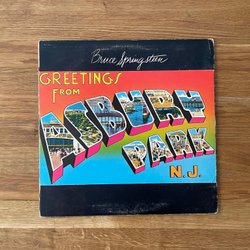 Bruce Springsteen
GREETINGS
FROM
ASBURY
PARK
N.J.